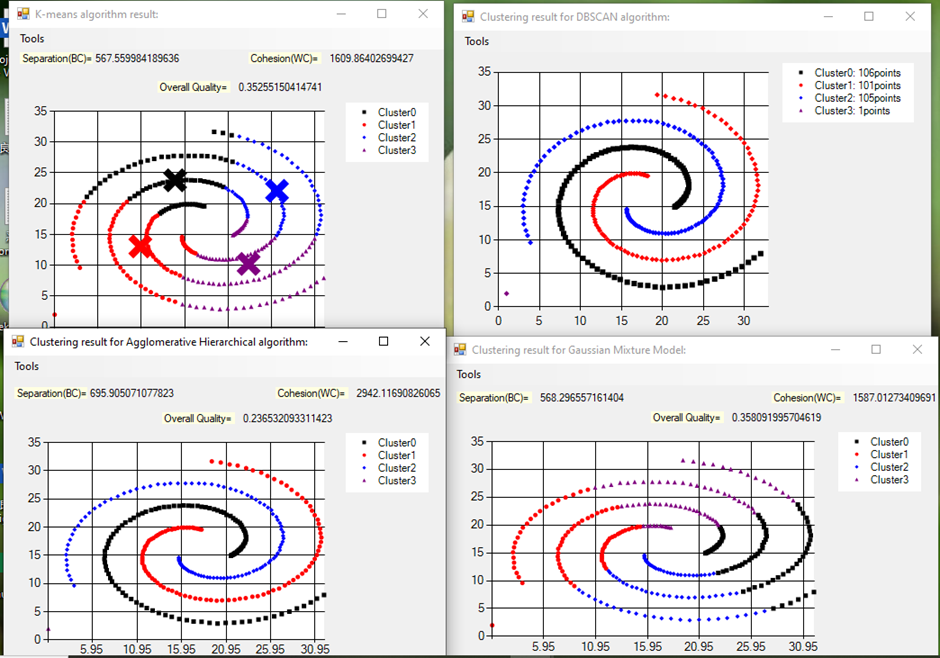 K-means algorithm result:
Tools
Separation(BC)= 567.559984189636 Cohesion(WC)= 1609.86402699427
Overall Quality= 0.35255150414741
Cluster0
Cluster1
Cluster2
Cluster3
35
30
25
20
15
10
5
0
Clustering result for DBSCAN algorithm:
Tools
Cluster0: 106points
Cluster1: 101points
Cluster2: 105points
Cluster3: 1points
35
30
25
20
15
10
5
0
0 5 10 15 20 25 30
Clustering result for Agglomerative Hierarchical algorithm:
Tools
Separation(BC)= 695.905071077823 Cohesion(WC)= 2942.11690826065
Overall Quality= 0.236532093311423
Cluster0
Cluster1
Cluster2
Cluster3
35
30
25
20
15
10
5
0
5.95 10.95 15.95 20.95 25.95 30.95
Clustering result for Gaussian Mixture Model:
Tools
Separation(BC)= 568.296557161404 Cohesion(WC)= 1587.01273409691
Overall Quality= 0.358091995704619
Cluster0
Cluster1
Cluster2
Cluster3
35
30
25
20
15
10
5
0
5.95 10.95 15.95 20.95 25.95 30.95